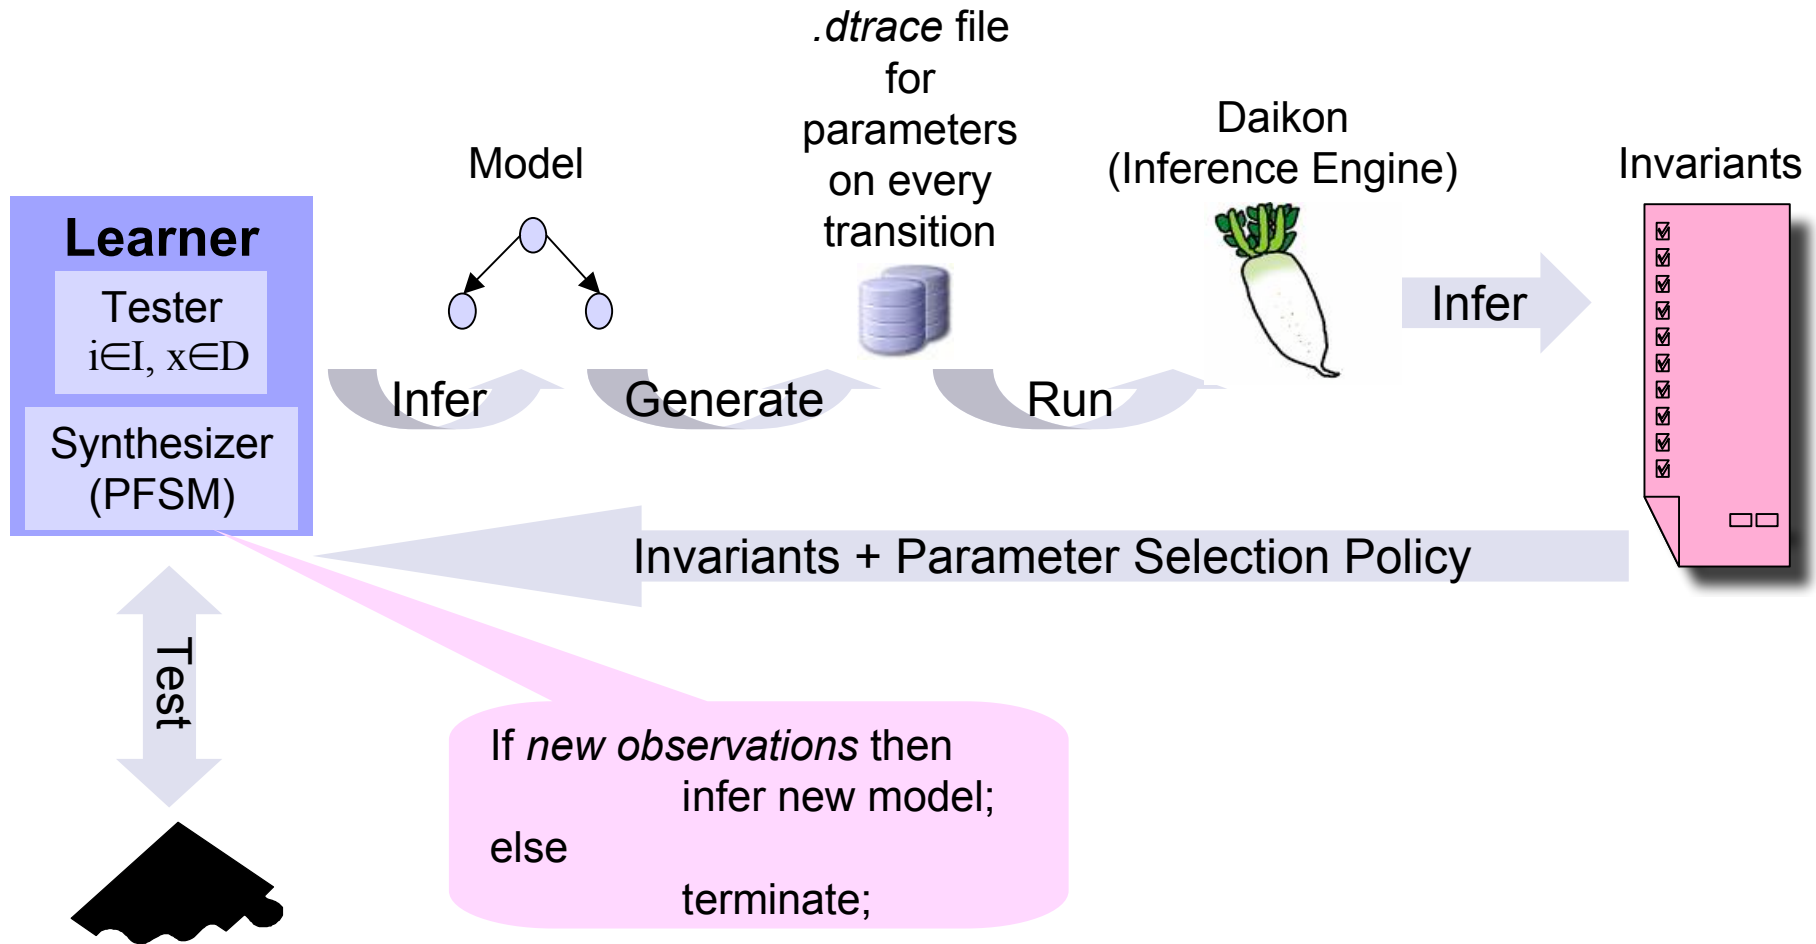 .dtrace file
for
parameters
on every
transition
Daikon
(Inference Engine)
Model
Invariants
Learner
Tester
i∈I, x∈D
Synthesizer
(PFSM)
Infer
Generate
Run
Infer
Invariants + Parameter Selection Policy
Test
If new observations then
infer new model;
else
terminate;